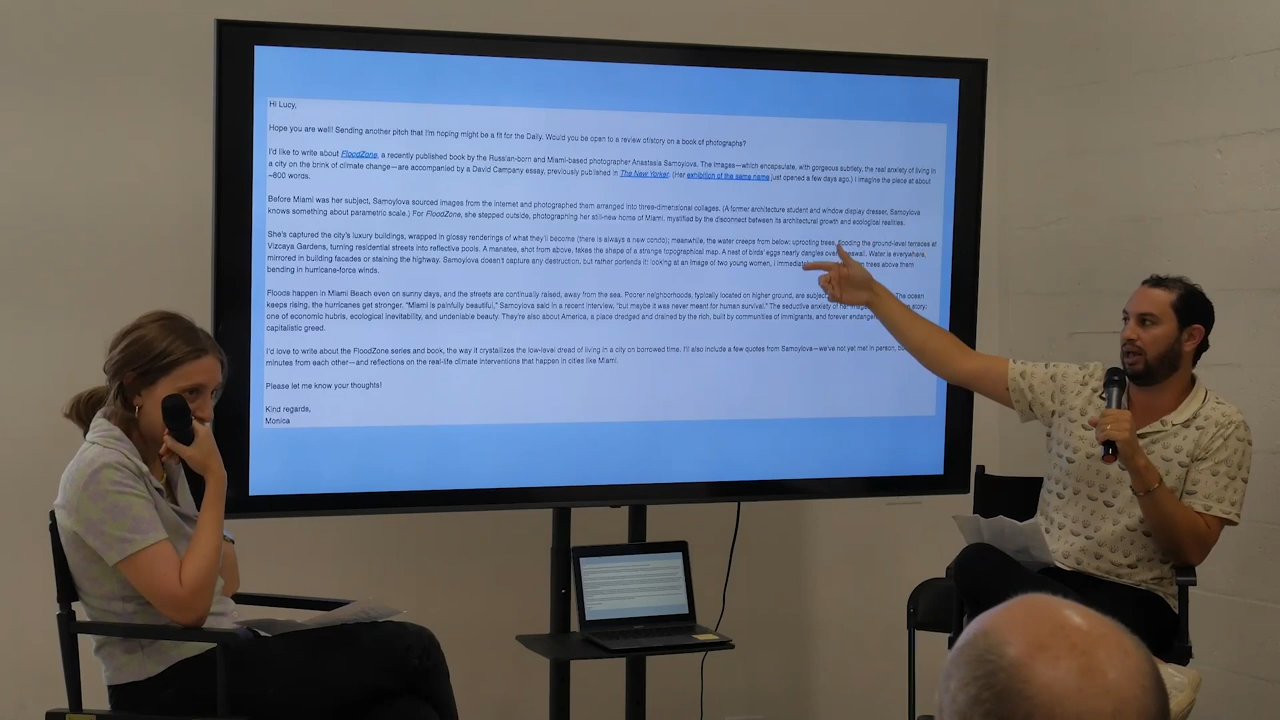 Hi Lucy,
Hope you are well! Sending another pitch that I'm hoping might be a fit for the Daily. Would you be open to a review of/story on a book of photographs?
I'd like to write about FloodZone, a recently published book by the Russian-born and Miami-based photographer Anastasia Samoylova. The images—which encapsulate, with gorgeous subtlety, the real anxiety of living in
a city on the brink of climate change—are accompanied by a David Campany essay, previously published in The New Yorker. (Her exhibition of the same name just opened a few days ago.) I imagine the piece at about
~800 words.
Before Miami was her subject, Samoylova sourced images from the internet and photographed them arranged into three-dimensional collages. (A former architecture student and window display dresser, Samoylova
knows something about parametric scale.) For FloodZone, she stepped outside, photographing her still-new home of Miami, mystified by the disconnect between its architectural growth and ecological realities.
She's captured the city's luxury buildings, wrapped in glossy renderings of what they'll become (there is always a new condo); meanwhile, the water creeps from below: uprooting trees, flooding the ground-level terraces at
Vizcaya Gardens, turning residential streets into reflective pools. A manatee, shot from above, takes the shape of a strange topographical map. A nest of birds' eggs nearly dangles over seawall. Water is everywhere,
mirrored in building facades or staining the highway. Samoylova doesn't capture any destruction, but rather portends it: looking at an image of two young women, I trees above them
bending in hurricane-force winds.
Floods happen in Miami Beach even on sunny days, and the streets are continually raised, away from the sea. Poorer neighborhoods, typically located on higher ground, are The ocean
keeps rising, the hurricanes get stronger. "Miami is painfully beautiful," Samoylova said in a recent interview, "but maybe it was never meant for human survival." The seductive anxiety of story:
one of economic hubris, ecological inevitability, and undeniable beauty. They're also about America, a place dredged and drained by the rich, built by communities of immigrants, and forever
capitalistic greed.
I'd love to write about the FloodZone series and book, the way it crystallizes the low-level dread of living in a city on borrowed time. I'll also include a few quotes from Samoylova—we've not yet met in person,
minutes from each other—and reflections on the real-life climate interventions that happen in cities like Miami.
Please let me know your thoughts!
Kind regards,
Monica